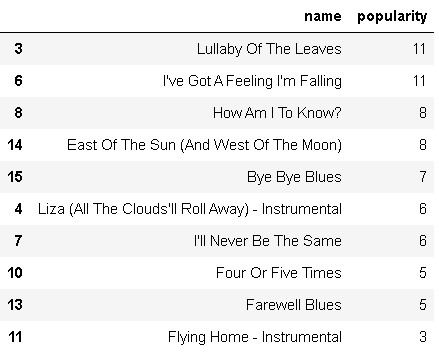 name popularity
3 Lullaby Of The Leaves 11
6 I've Got A Feeling I'm Falling 11
8 How Am I To Know? 8
14 East Of The Sun (And West Of The Moon) 8
15 Bye Bye Blues 7
4 Liza (All The Clouds'll Roll Away) - Instrumental 6
7 I'll Never Be The Same 6
10 Four Or Five Times 5
13 Farewell Blues 5
11 Flying Home - Instrumental 3